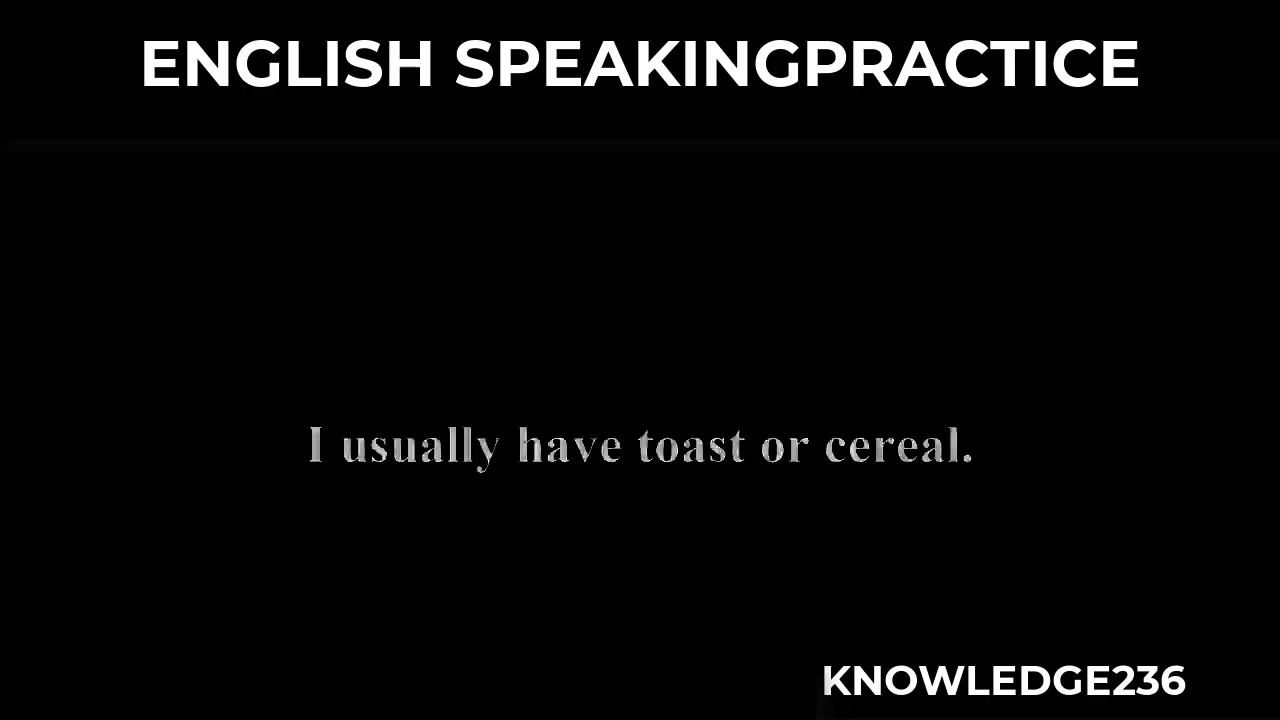 ENGLISH SPEAKINGPRACTICE
I usually have toast or cereal.
KNOWLEDGE236